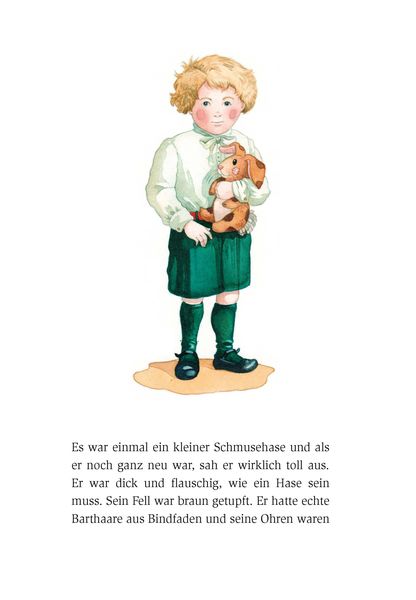 Es war einmal ein kleiner Schmusehase und als
er noch ganz neu war, sah er wirklich toll aus.
Er war dick und flauschig, wie ein Hase sein
muss. Sein Fell war braun getupft. Er hatte echte
Barthaare aus Bindfaden und seine Ohren waren